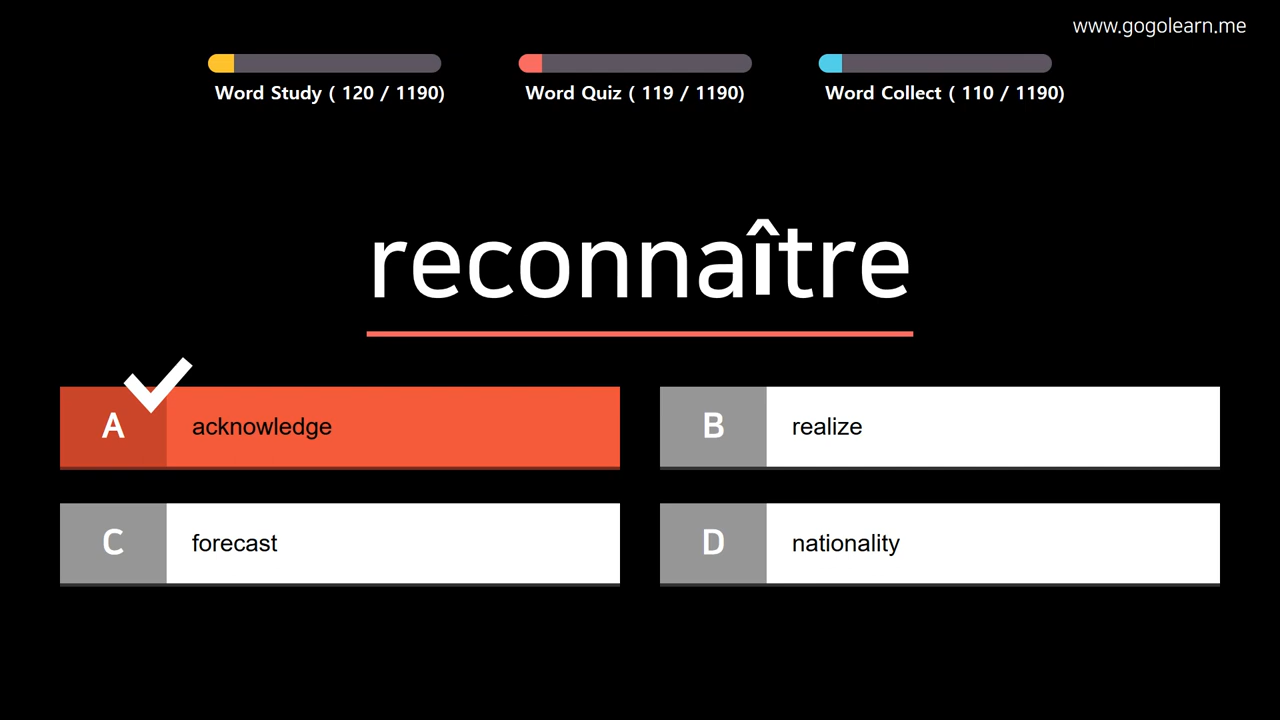 www.gogolearn.me
Word Study ( 120 / 1190)
Word Quiz ( 119 / 1190)
Word Collect ( 110 / 1190)
reconnaître
A acknowledge
B realize
C forecast
D nationality